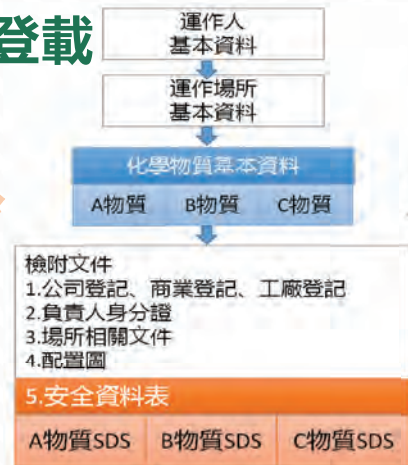 登載
運作人
基本資料
運作場所
基本資料
化學物質基本資料
A物質 B物質 C物質
檢附文件
1.公司登記、商業登記、工廠登記
2.負責人身分證
3.場所相關文件
4.配置圖
5.安全資料表
A物質SDS B物質SDS C物質SDS